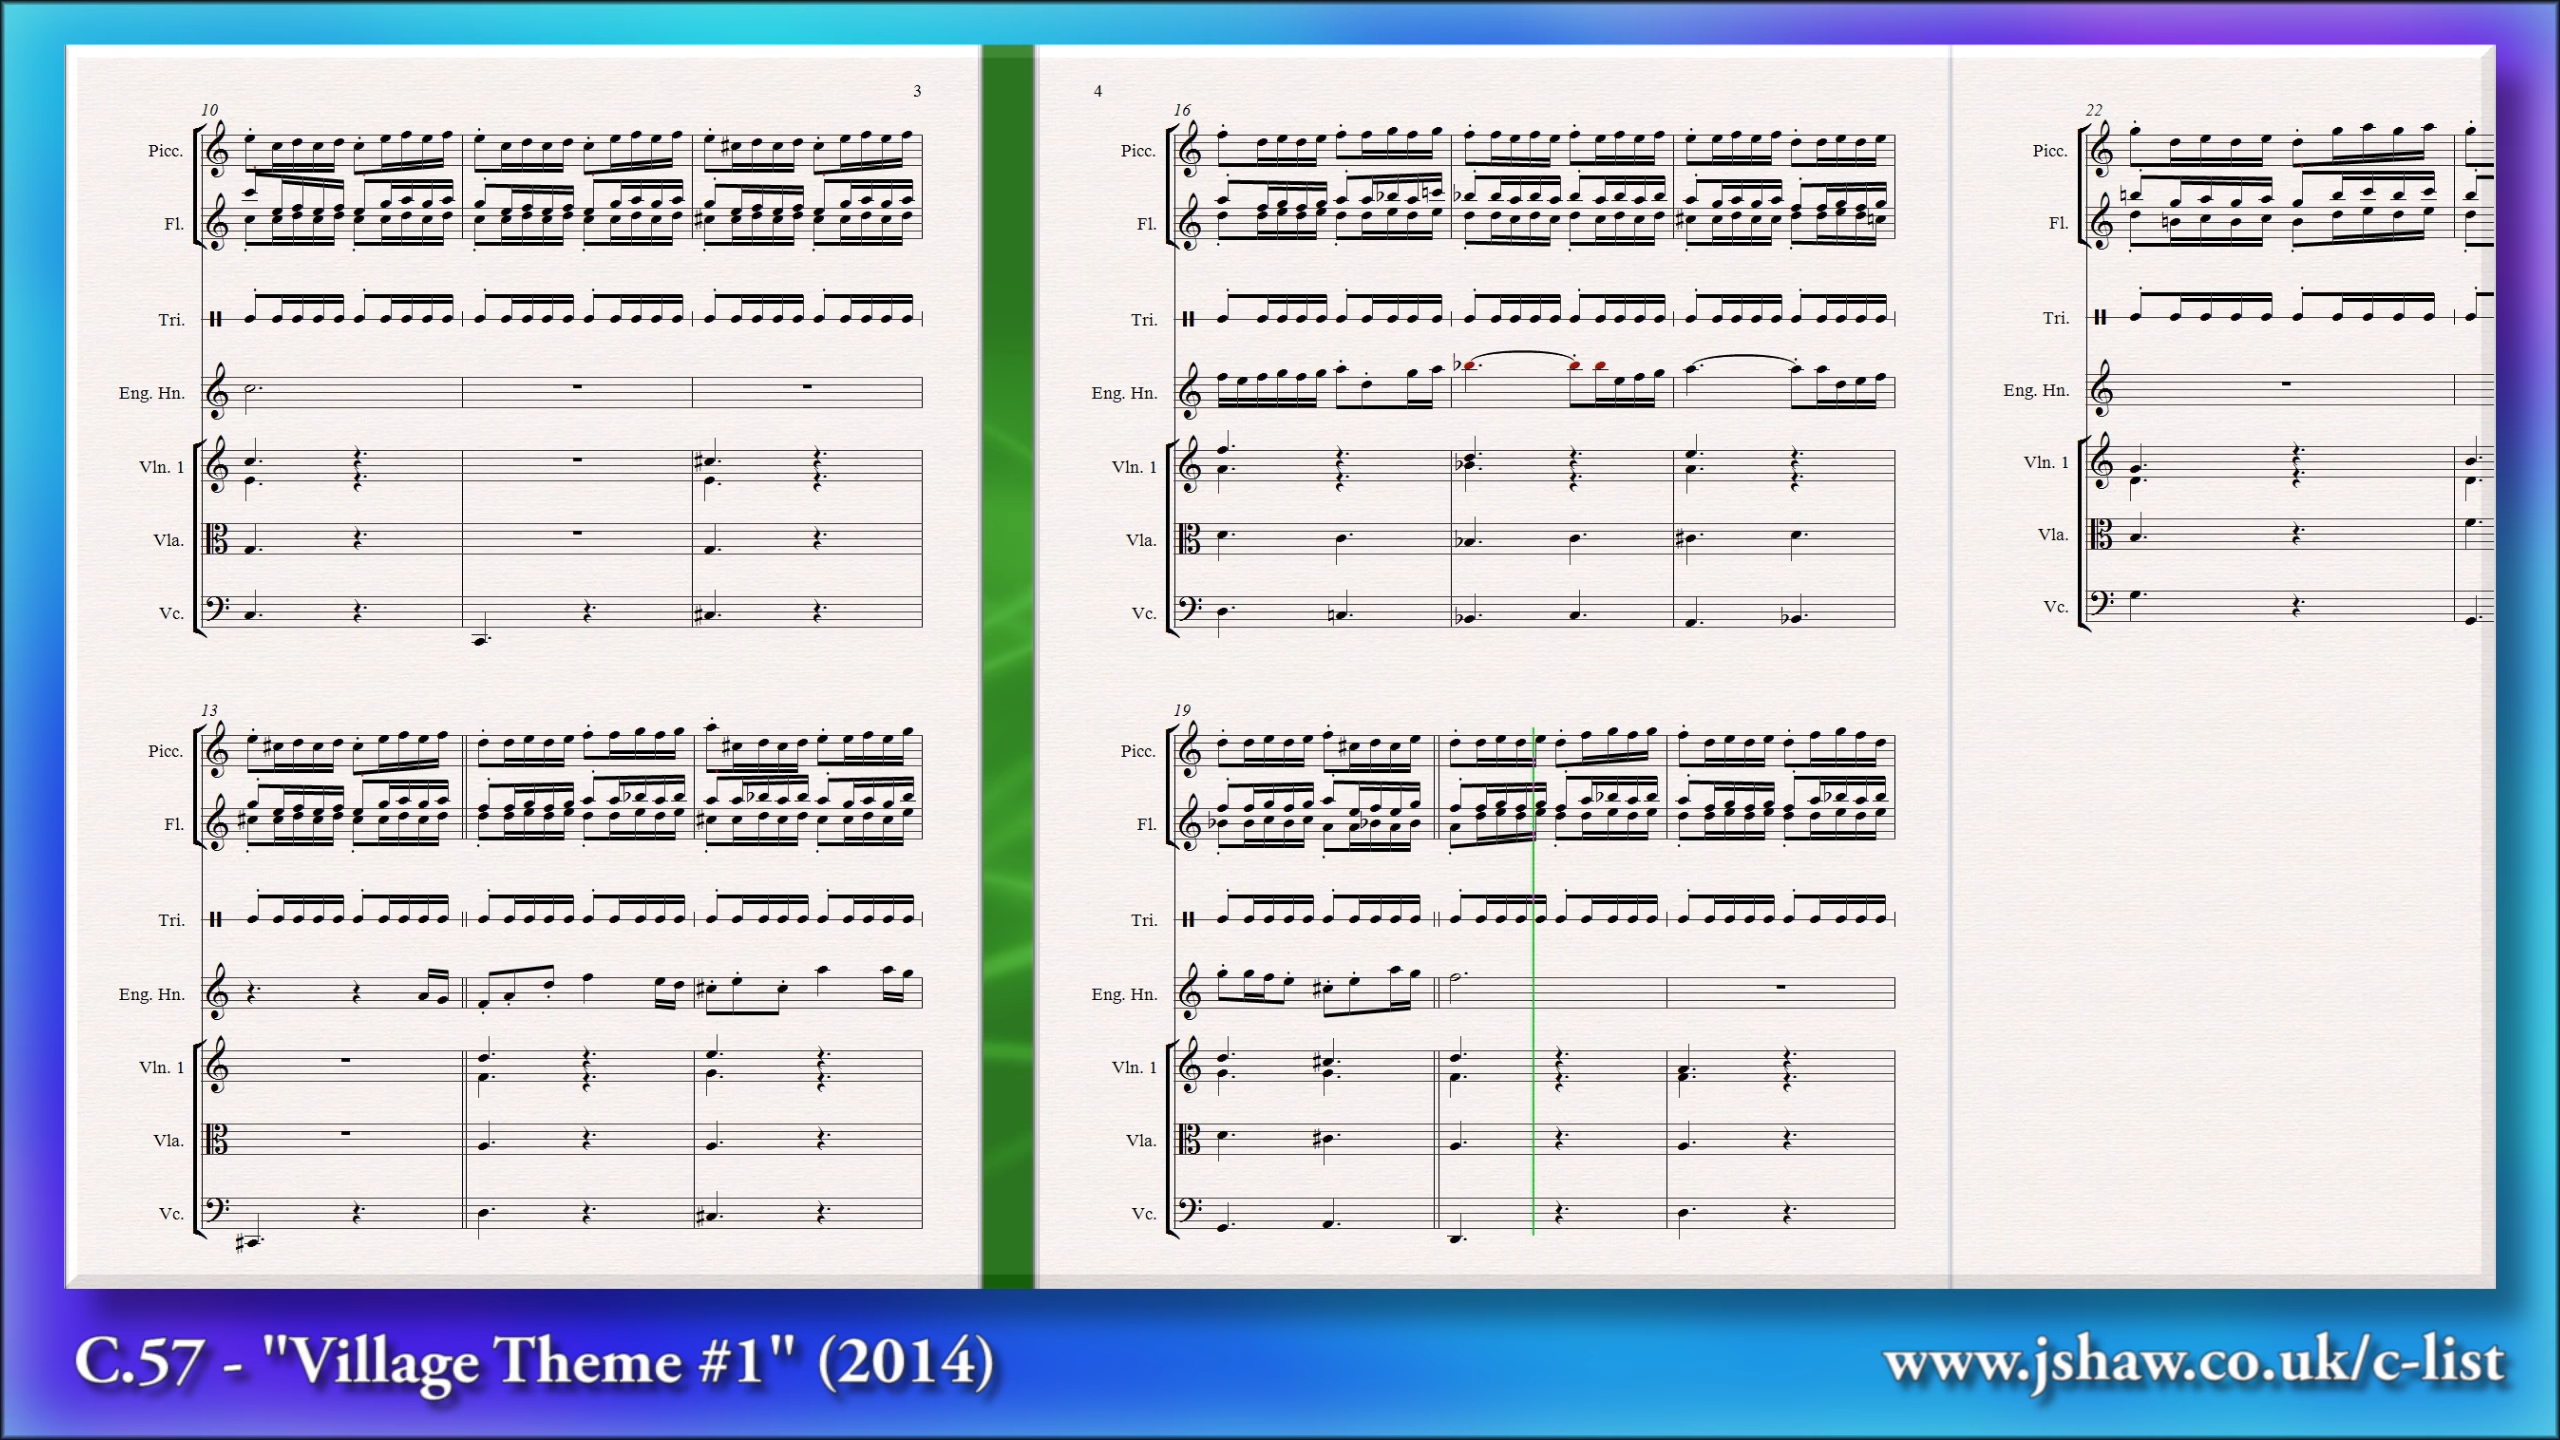 3
10
Picc.
Fl.
Tri.
Eng. Hn.
Vln. 1
Vla.
Vc.
13
Picc.
Fl.
Tri.
Eng. Hn.
Vln. 1
Vla.
Vc.
4
16
Picc.
Fl.
Tri.
Eng. Hn.
Vln. 1
Vla.
Vc.
19
Picc.
Fl.
Tri.
Eng. Hn.
Vln. 1
Vla.
Vc.
22
Picc.
Fl.
Tri.
Eng. Hn.
Vln. 1
Vla.
Vc.
C.57 - "Village Theme #1" (2014)
www.jshaw.co.uk/c-list